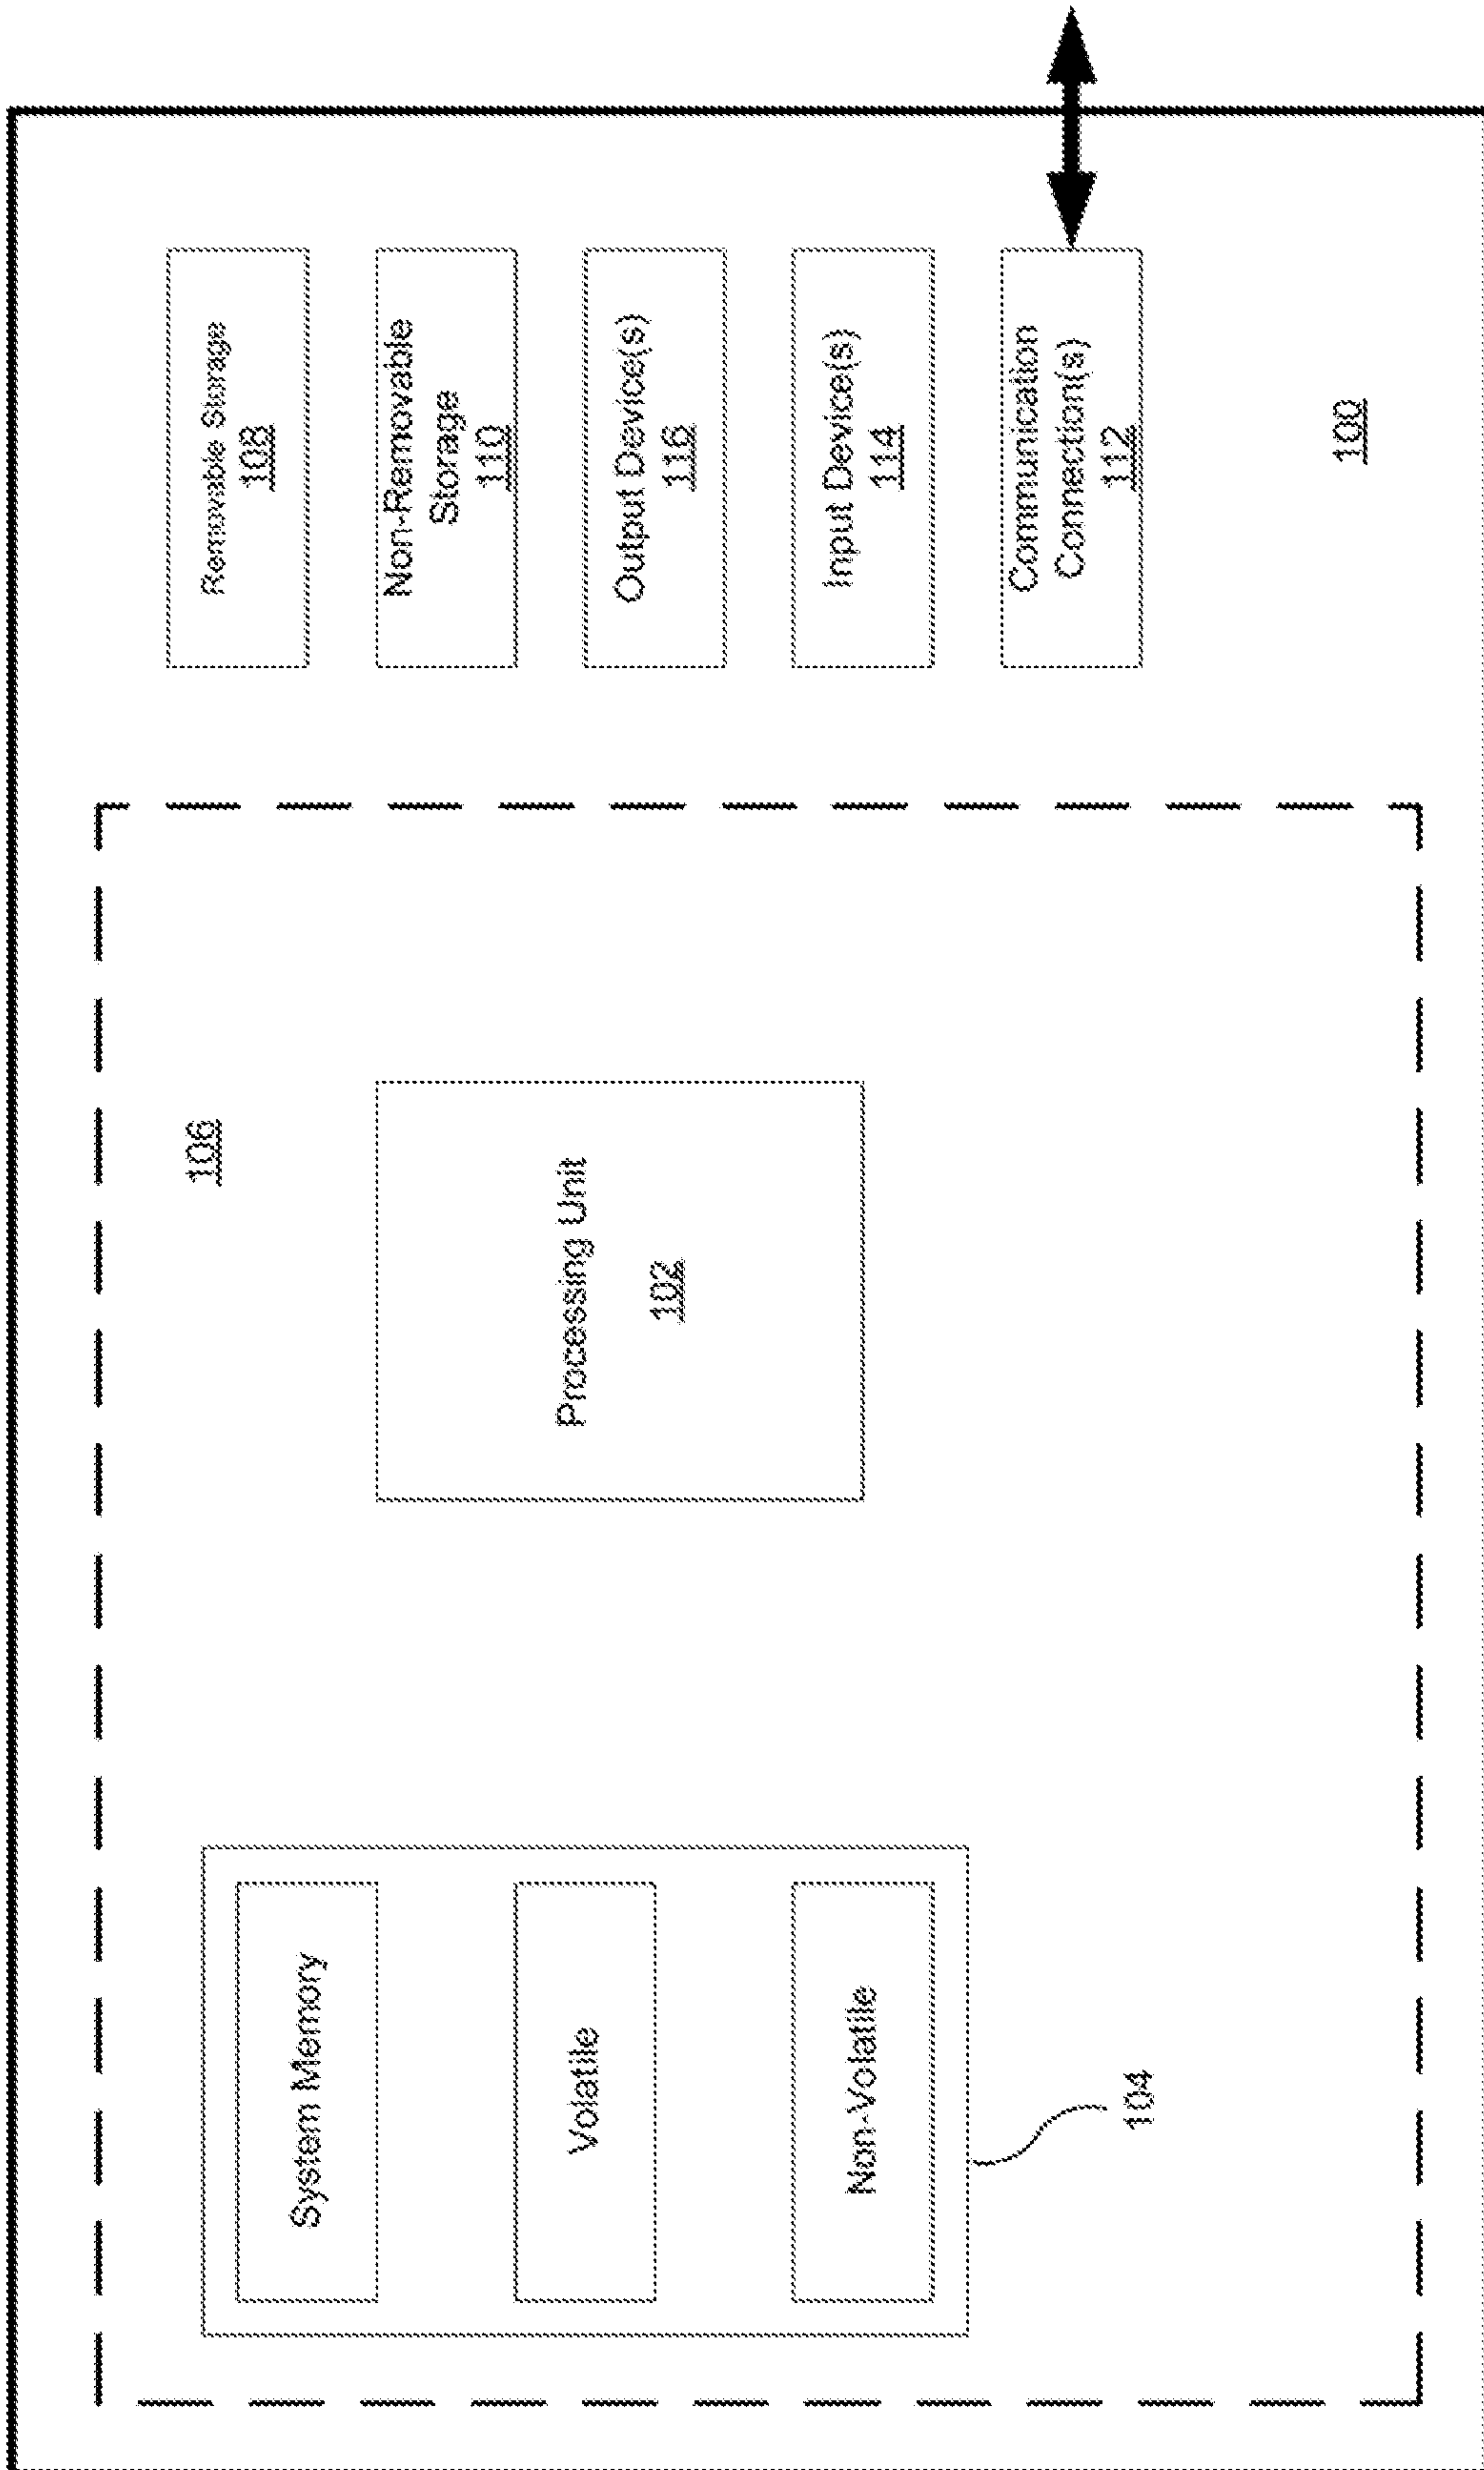 System Memory
Volatile
Non-Volatile
104
106
Processing Unit
102
Removable Storage
108
Non-Removable
Storage
110
Output Device(s)
116
Input Device(s)
114
Communication
Connection(s)
112
100